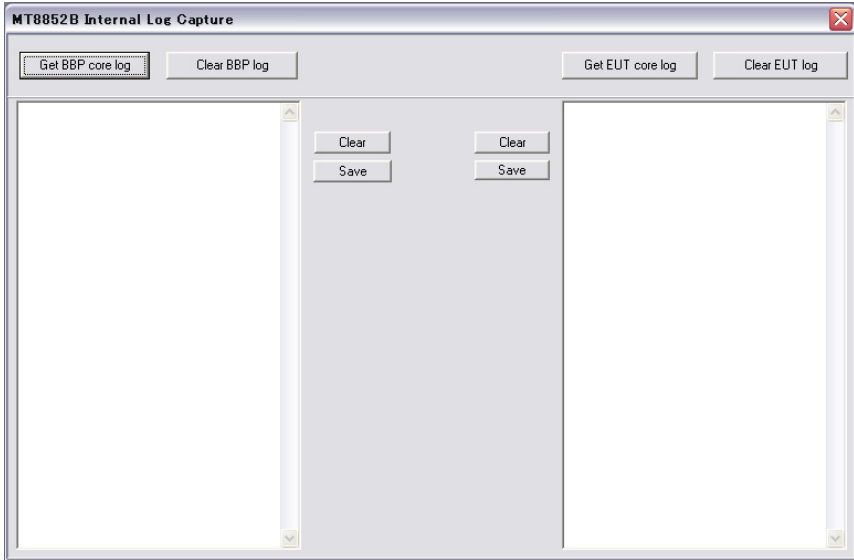 MT8852B Internal Log Capture
Get BBP core log
Clear BBP log
Get EUT core log
Clear EUT log
Clear
Clear
Save
Save